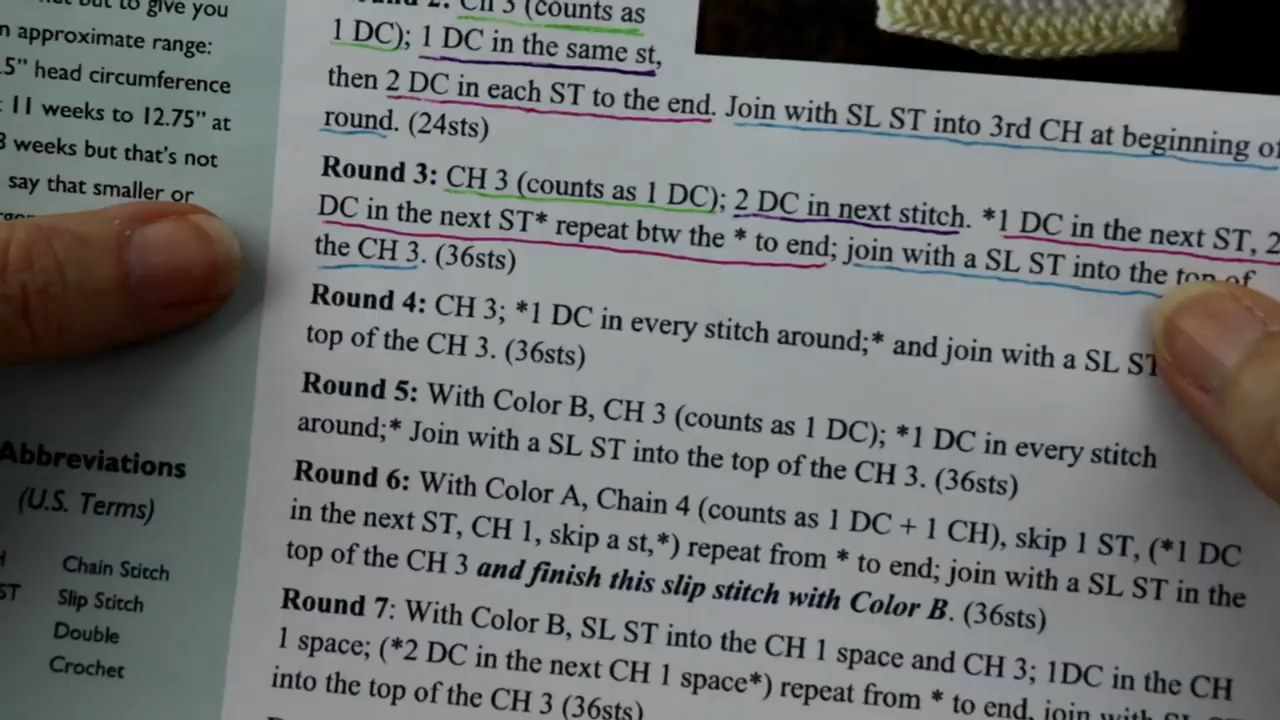 to give you
approximate range:
.5" head circumference
11 weeks to 12.75" at
weeks but that's not
say that smaller or
Abbreviations
(U.S. Terms)
Chain Stitch
ST Slip Stitch
Double
Crochet
CH 3 (counts as
1 DC); 1 DC in the same st,
then 2 DC in each ST to the end. Join with SL ST into 3rd CH at beginning of
round. (24sts)
Round 3: CH 3 (counts as 1 DC); 2 DC in next stitch. *1 DC in the next ST, 2
DC in the next ST* repeat btw the * to end; join with a SL ST into the top of
the CH 3. (36sts)
Round 4: CH 3; *1 DC in every stitch around;* and join with a SL ST
top of the CH 3. (36sts)
Round 5: With Color B, CH 3 (counts as 1 DC); *1 DC in every stitch
around;* Join with a SL ST into the top of the CH 3. (36sts)
Round 6: With Color A, Chain 4 (counts as 1 DC + 1 CH), skip 1 ST, (*1 DC
in the next ST, CH 1, skip a st,*) repeat from * to end; join with a SL ST in the
top of the CH 3 and finish this slip stitch with Color B. (36sts)
Round 7: With Color B, SL ST into the CH 1 space and CH 3; 1DC in the CH
1 space; (*2 DC in the next CH 1 space*) repeat from * to end, join with SL ST
into the top of the CH 3 (36sts)